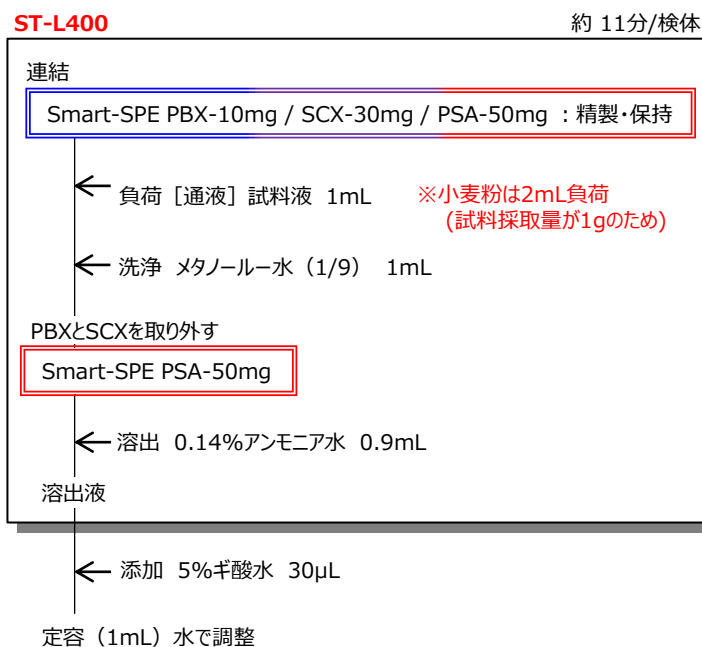 ST-L400 約 11分/検体
連結
Smart-SPE PBX-10mg / SCX-30mg / PSA-50mg ：精製・保持
負荷［通液］試料液 1mL ※小麦粉は2mL負荷
(試料採取量が1gのため)
洗浄 メタノールー水（1/9） 1mL
PBXとSCXを取り外す
Smart-SPE PSA-50mg
溶出 0.14%アンモニア水 0.9mL
溶出液
添加 5%ギ酸水 30μL
定容（1mL）水で調整